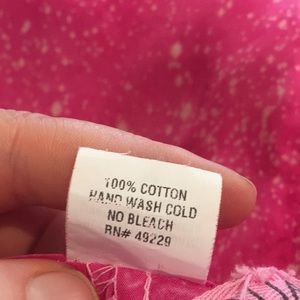 100% COTTON
HAND WASH COLD
NO BLEACH
RN# 49229